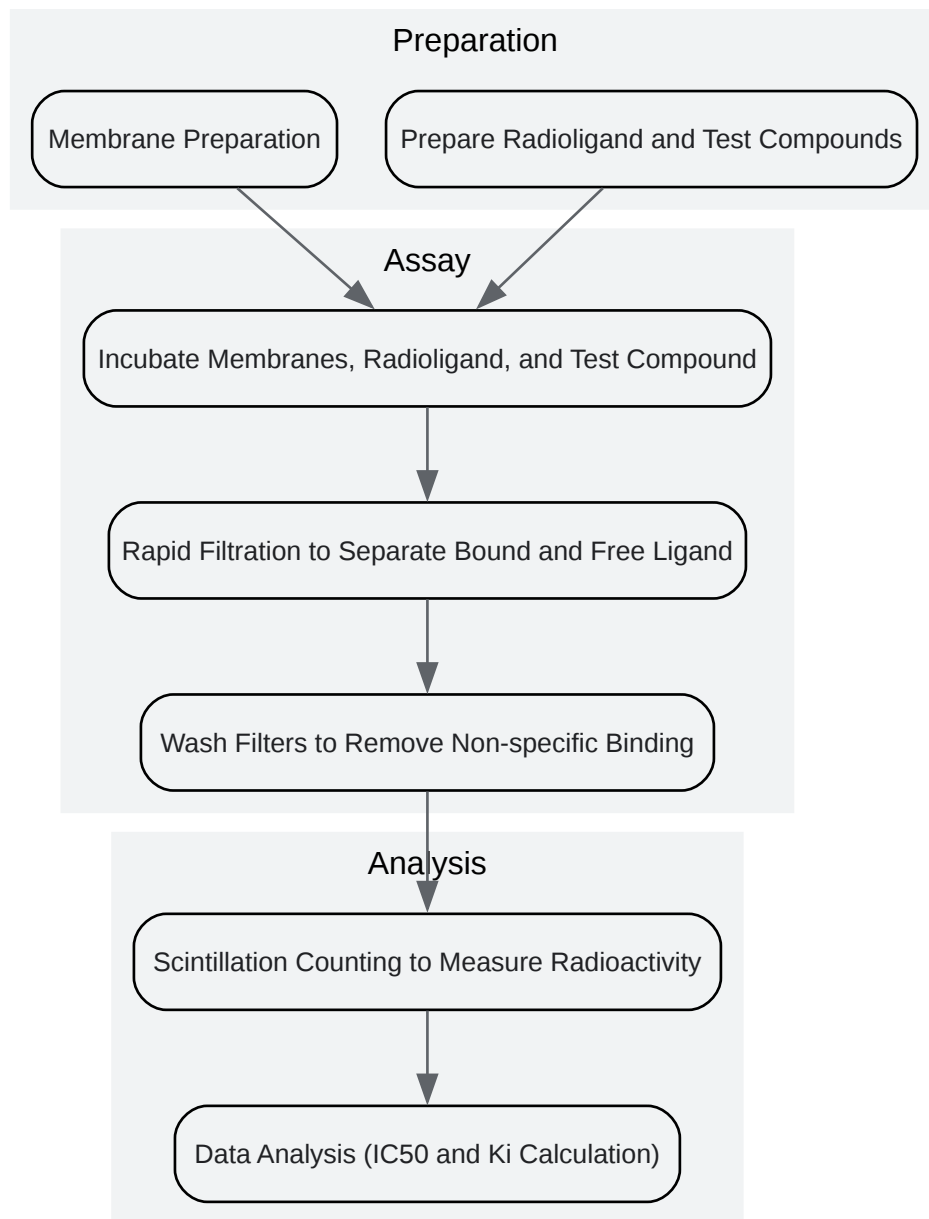 Preparation
Membrane Preparation
Prepare Radioligand and Test Compounds
Assay
Incubate Membranes, Radioligand, and Test Compound
Rapid Filtration to Separate Bound and Free Ligand
Wash Filters to Remove Non-specific Binding
Analysis
Scintillation Counting to Measure Radioactivity
Data Analysis (IC50 and Ki Calculation)